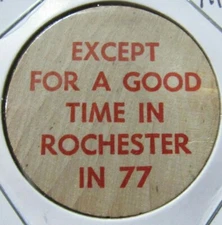 EXCEPT
FOR A GOOD
TIME IN
ROCHESTER
IN 77